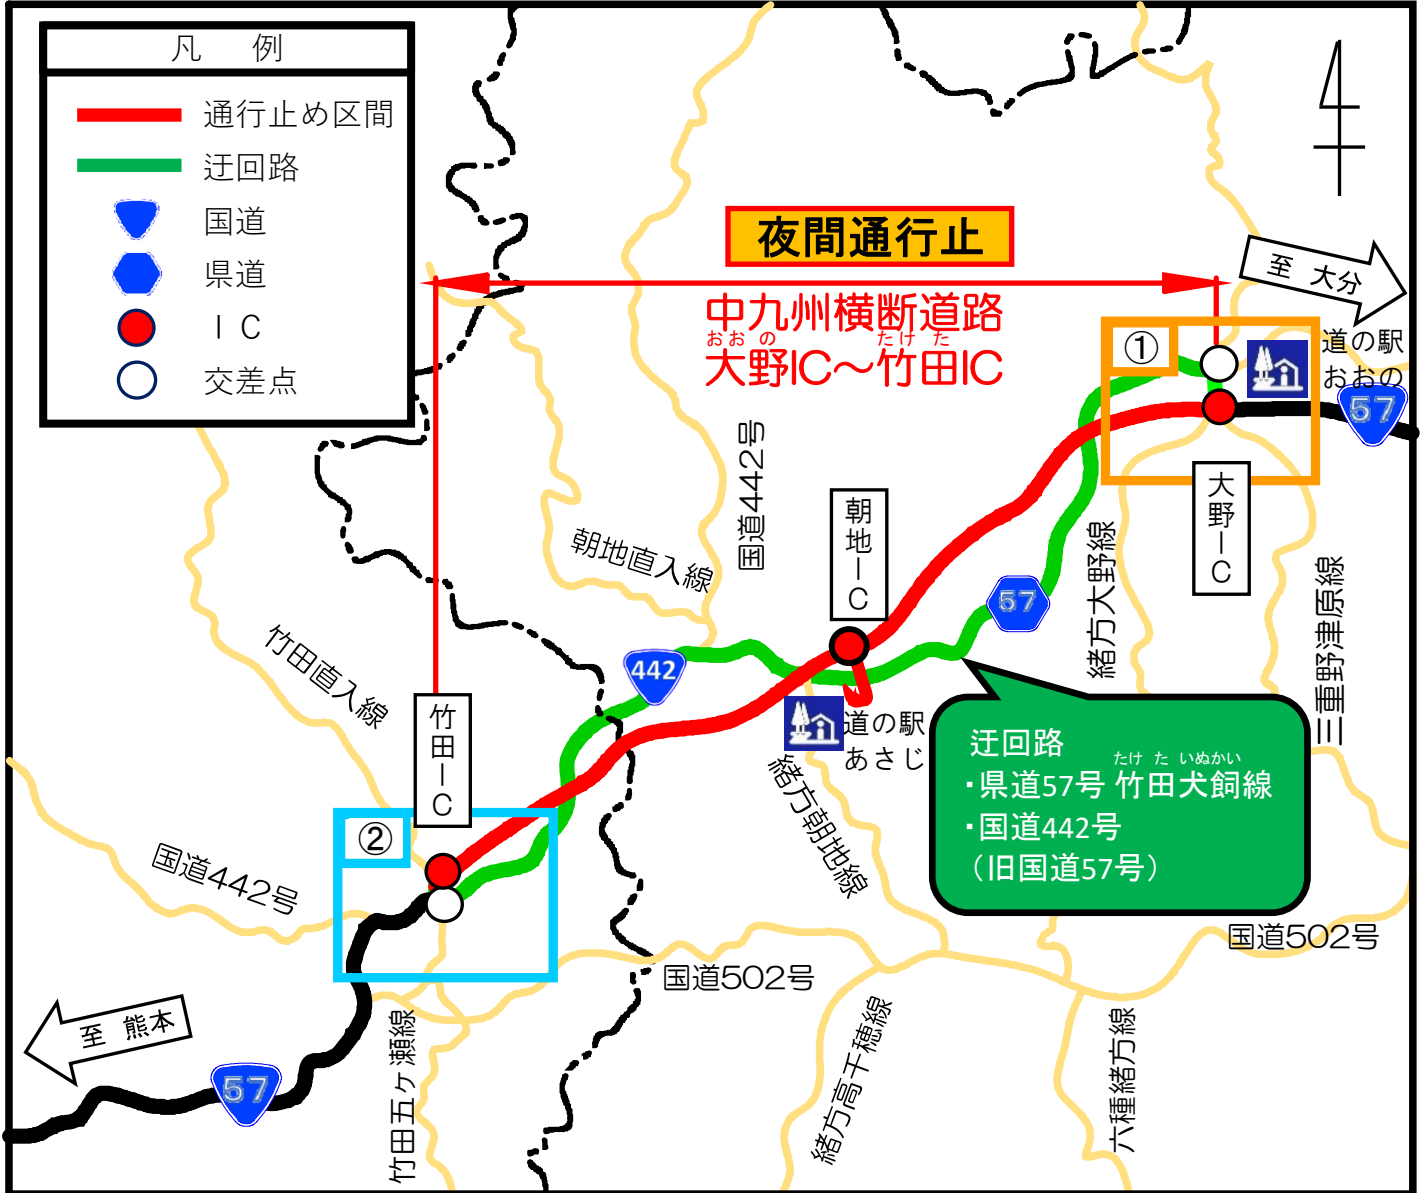 凡 例
通行止め区間
迂回路
国道
県道
IC
交差点
夜間通行止
中九州横断道路
おお の たけ た
大野IC～竹田IC
至 大分
①
道の駅
おおの
57
大野IC
国道442号
朝地直入線
朝地IC
緒方大野線
57
三重野津原線
竹田直入線
442
竹田IC
道の駅
あさじ
緒方朝地線
迂回路
たけ た いぬかい
・県道57号 竹田犬飼線
・国道442号
（旧国道57号）
②
国道442号
国道502号
国道502号
至 熊本
57
竹田五ヶ瀬線
緒方高千穂線
六種緒方線